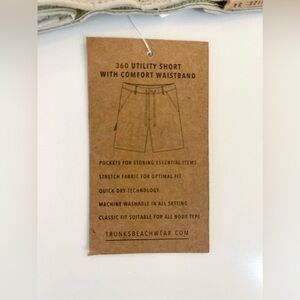 360 UTILITY SHORT
WITH COMFORT WAISTBAND
POCKETS FOR STORING ESSENTIAL ITEMS
STRETCH FABRIC FOR OPTIMAL FIT
QUICK DRY TECHNOLOGY
MACHINE WASHABLE IN ALL SETTING
CLASSIC FIT SUITABLE FOR ALL BODY TYPE
TRUNKSBEACHWEAR.COM